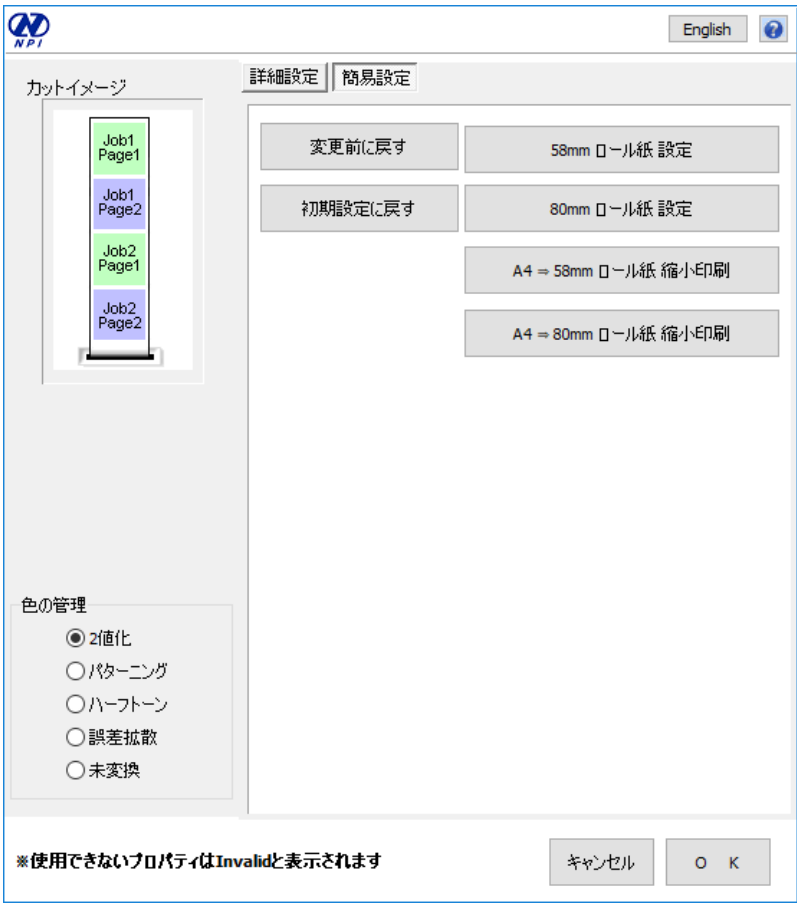 NPI
English
?
カットイメージ
詳細設定
簡易設定
Job1
Page1
Job1
Page2
Job2
Page1
Job2
Page2
変更前に戻す
58mm ロール紙 設定
初期設定に戻す
80mm ロール紙 設定
A4 ⇒ 58mm ロール紙 縮小印刷
A4 ⇒ 80mm ロール紙 縮小印刷
色の管理
2値化
パターニング
ハーフトーン
誤差拡散
未変換
※使用できないプロパティはInvalidと表示されます
キャンセル
O K